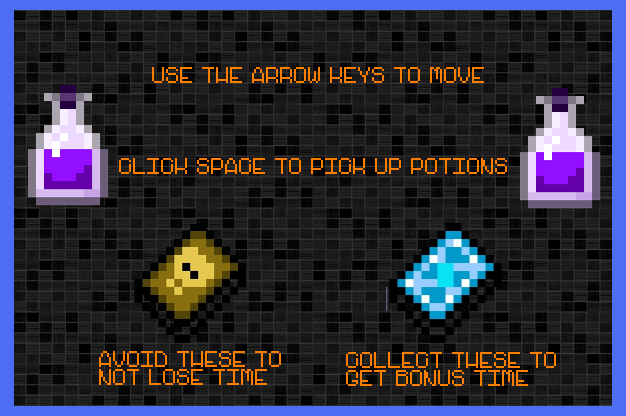 USE THE ARROW KEYS TO MOVE
CLICK SPACE TO PICK UP POTIONS
AVOID THESE TO
NOT LOSE TIME
COLLECT THESE TO
GET BONUS TIME